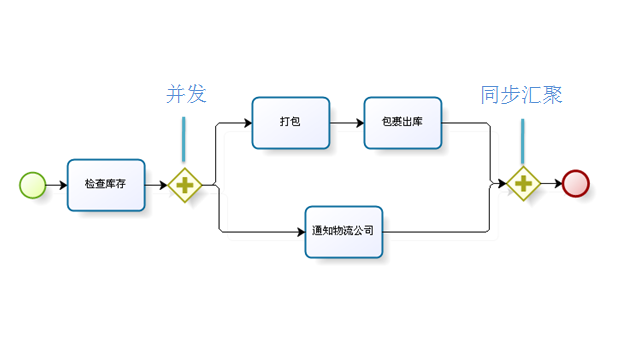 并发
同步汇聚
打包
包裹出库
检查库存
通知物流公司